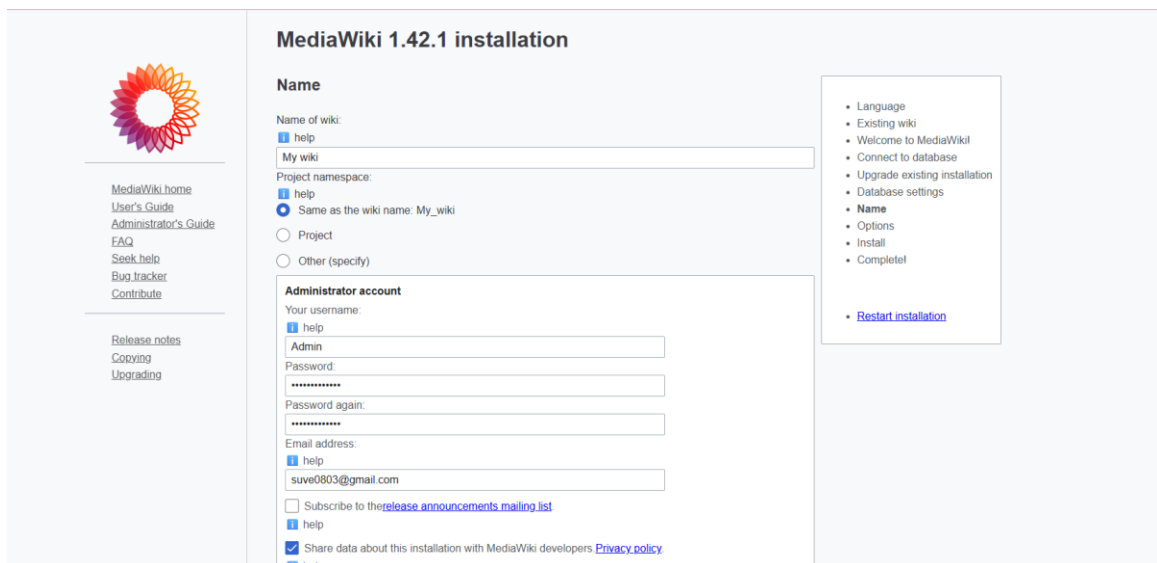 MediaWiki 1.42.1 installation
MediaWiki home
User's Guide
Administrator's Guide
FAQ
Seek help
Bug tracker
Contribute
Release notes
Copying
Upgrading
Name
Name of wiki:
help
My wiki
Project namespace:
help
Same as the wiki name: My_wiki
Project
Other (specify)
Administrator account
Your username:
help
Admin
Password:
•••••••••••••
Password again:
•••••••••••••
Email address:
help
suve0803@gmail.com
Subscribe to therelease announcements mailing list.
help
Share data about this installation with MediaWiki developers.Privacy policy.
Language
Existing wiki
Welcome to MediaWiki!
Connect to database
Upgrade existing installation
Database settings
Name
Options
Install
Complete!
Restart installation